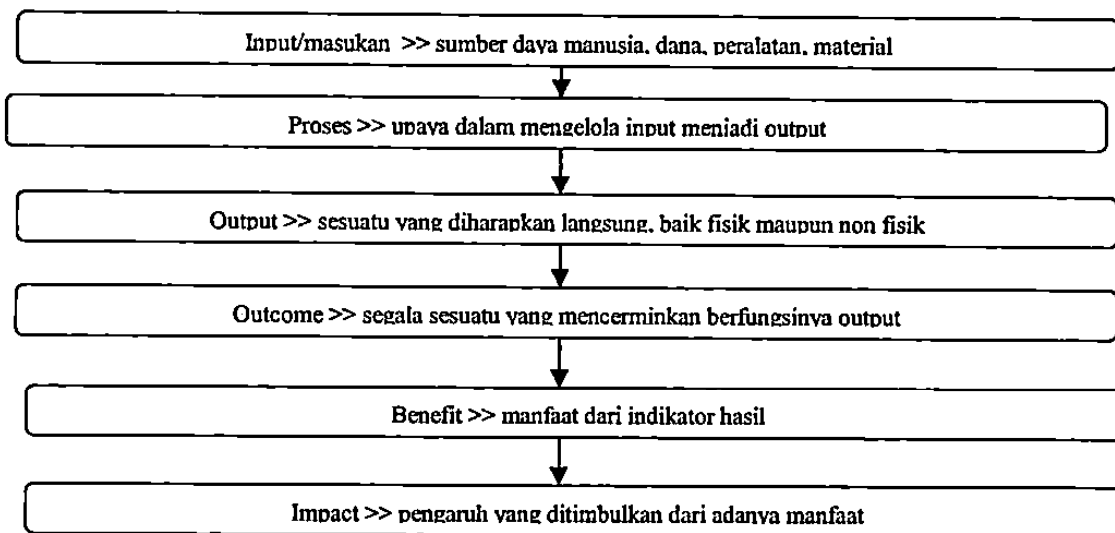 Input/masukan >> sumber daya manusia, dana, peralatan, material
Proses >> upaya dalam mengelola input menjadi output
Output >> sesuatu yang diharapkan langsung, baik fisik maupun non fisik
Outcome >> segala sesuatu yang mencerminkan berfungsinya output
Benefit >> manfaat dari indikator hasil
Impact >> pengaruh yang ditimbulkan dari adanya manfaat